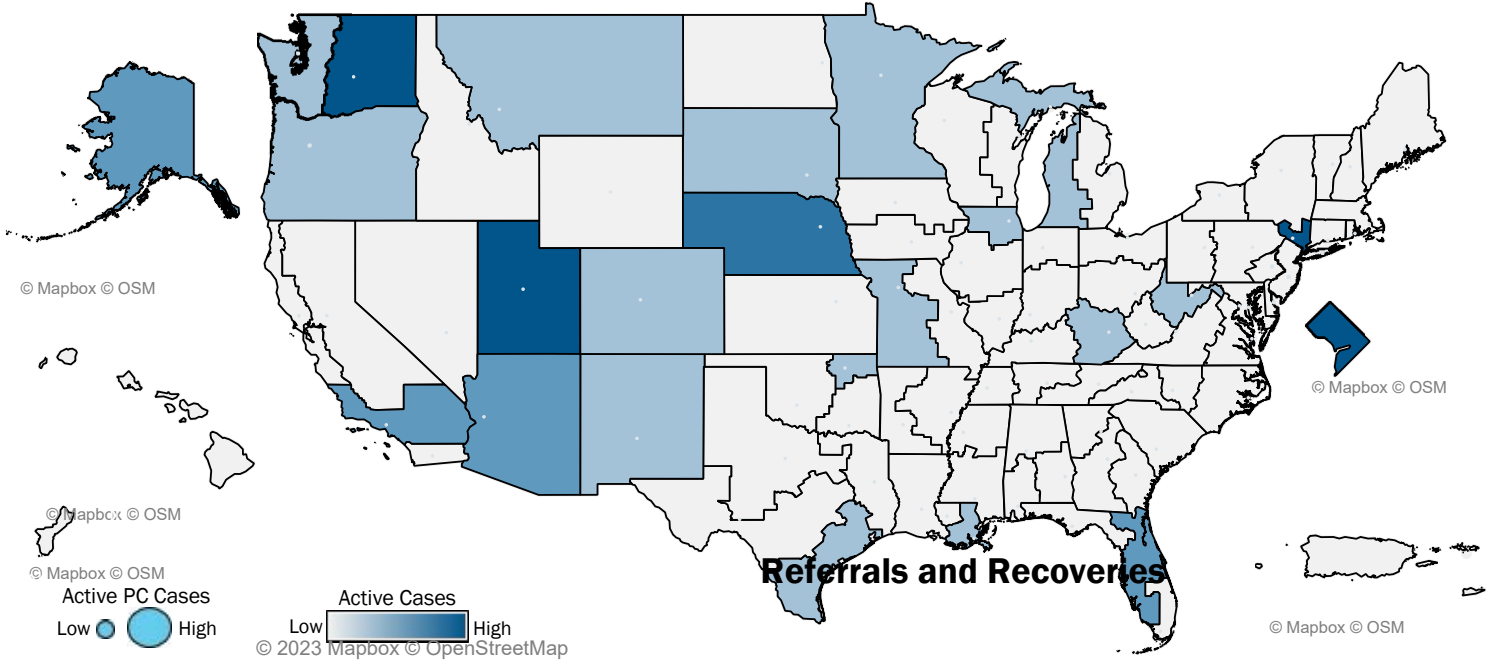 © Mapbox © OSM
© Mapbox © OSM
© Mapbox © OSM
© Mapbox © OSM
Referrals and Recoveries
Active PC Cases
Low
High
Active Cases
Low
High
© 2023 Mapbox © OpenStreetMap
© Mapbox © OSM